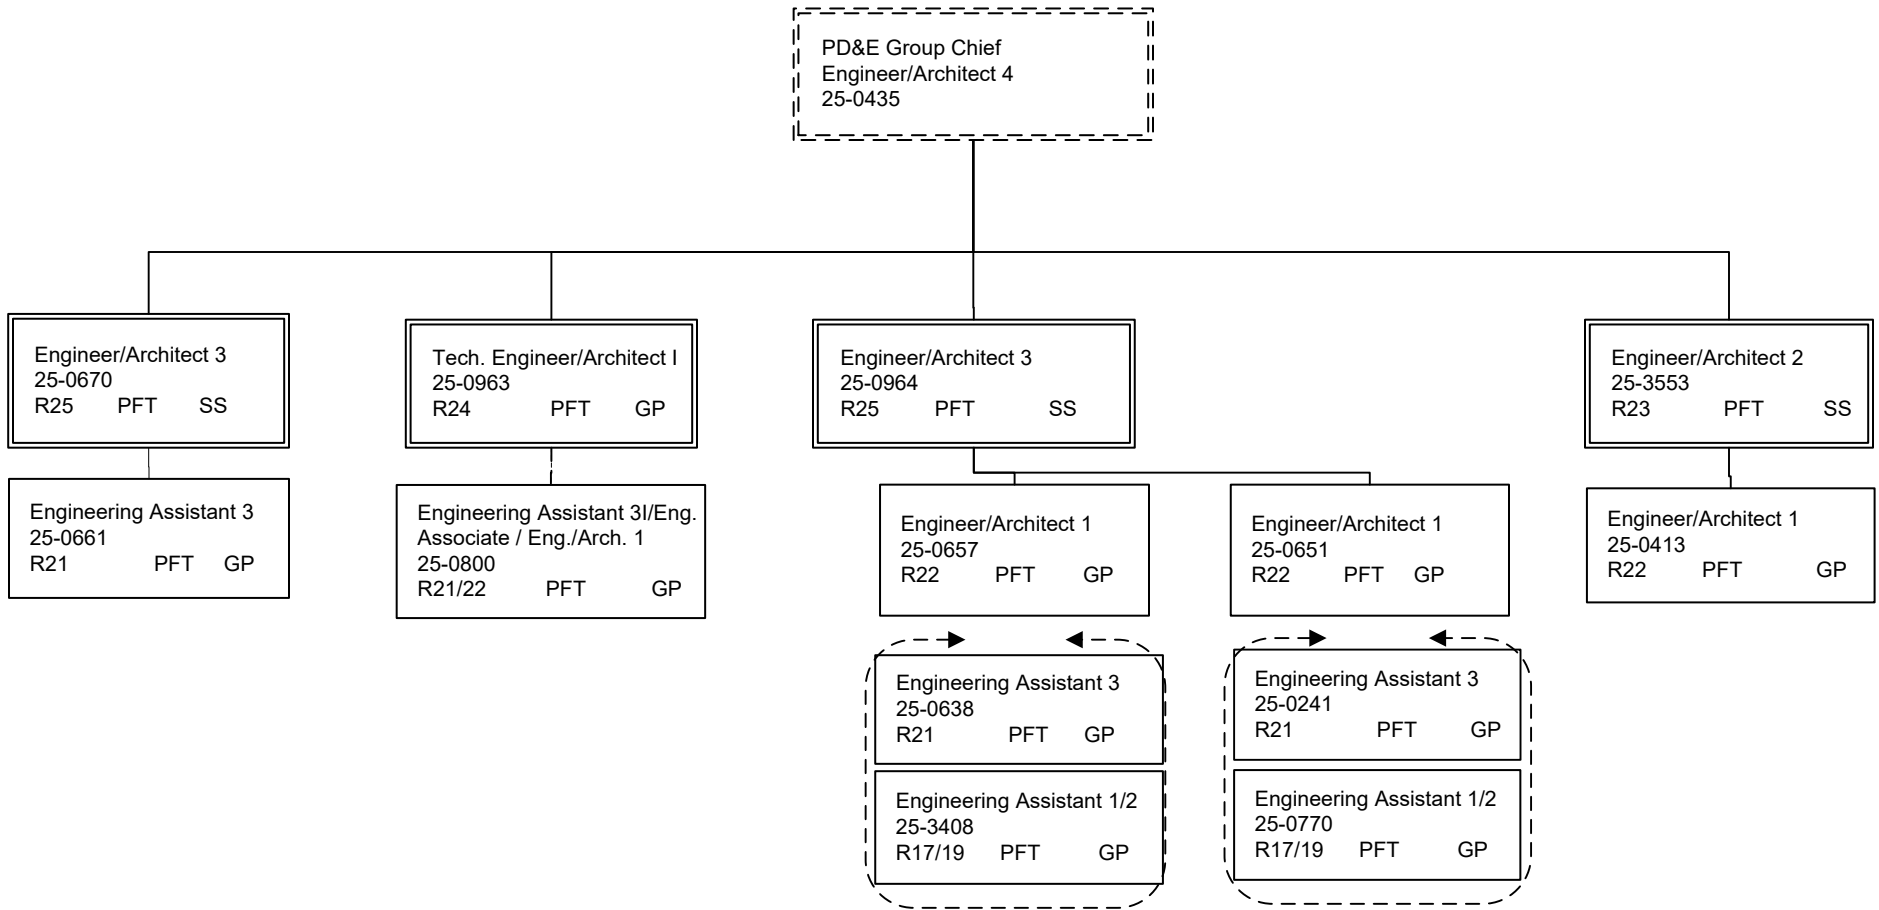 PD&E Group Chief
Engineer/Architect 4
25-0435
Engineer/Architect 3
25-0670
R25 PFT SS
Tech. Engineer/Architect I
25-0963
R24 PFT GP
Engineer/Architect 3
25-0964
R25 PFT SS
Engineer/Architect 2
25-3553
R23 PFT SS
Engineering Assistant 3
25-0661
R21 PFT GP
Engineering Assistant 3I/Eng.
Associate / Eng./Arch. 1
25-0800
R21/22 PFT GP
Engineer/Architect 1
25-0657
R22 PFT GP
Engineer/Architect 1
25-0651
R22 PFT GP
Engineer/Architect 1
25-0413
R22 PFT GP
Engineering Assistant 3
25-0638
R21 PFT GP
Engineering Assistant 3
25-0241
R21 PFT GP
Engineering Assistant 1/2
25-3408
R17/19 PFT GP
Engineering Assistant 1/2
25-0770
R17/19 PFT GP